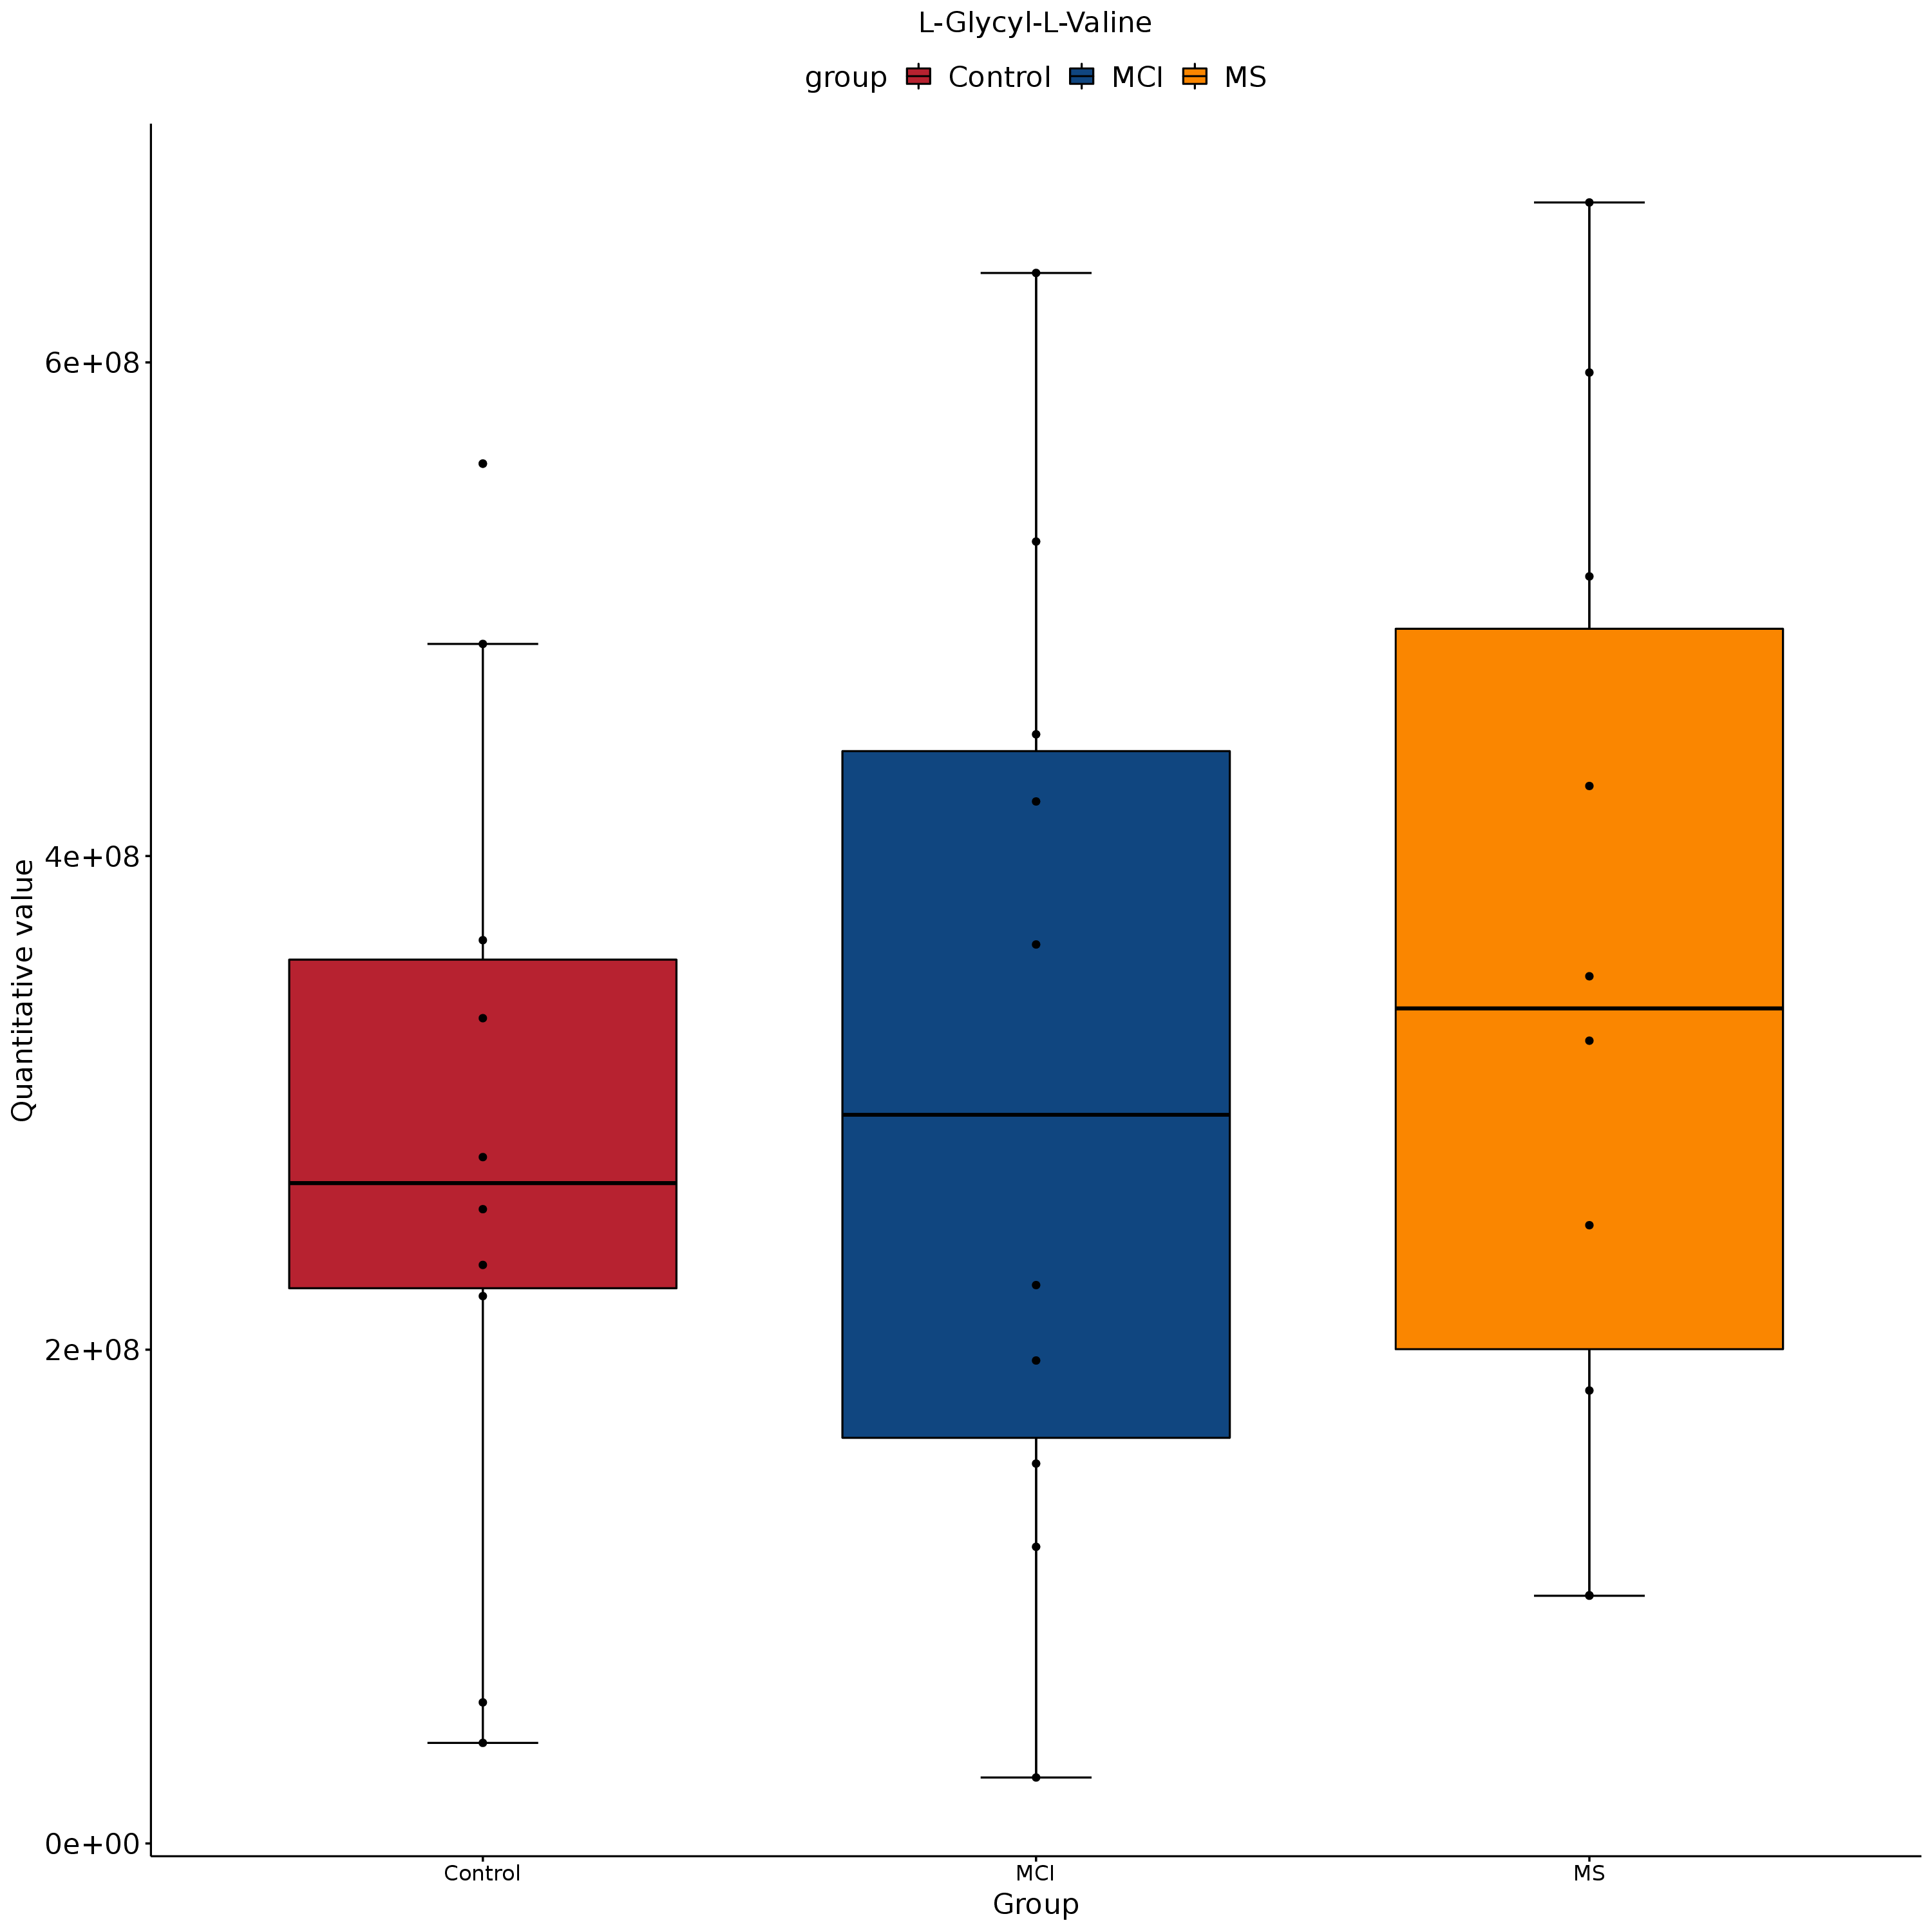 L-Glycyl-L-Valine
group Control MCI MS
6e+08
4e+08
2e+08
0e+00
Quantitative value
Control MCI MS
Group